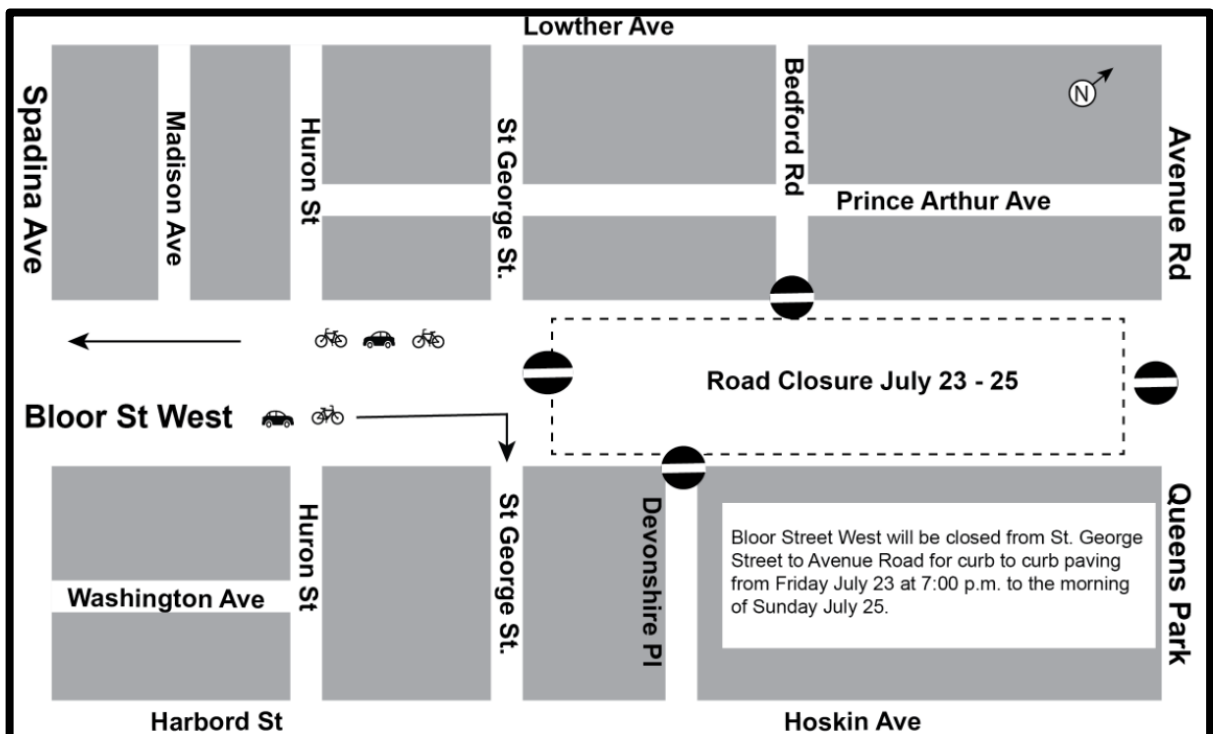 Lowther Ave
Spadina Ave
Madison Ave
Huron St
St George St.
Bedford Rd
N
Avenue Rd
Prince Arthur Ave
Road Closure July 23 - 25
Bloor St West
Huron St
St George St.
Devonshire Pl
Bloor Street West will be closed from St. George
Street to Avenue Road for curb to curb paving
from Friday July 23 at 7:00 p.m. to the morning
of Sunday July 25.
Queens Park
Washington Ave
Harbord St
Hoskin Ave